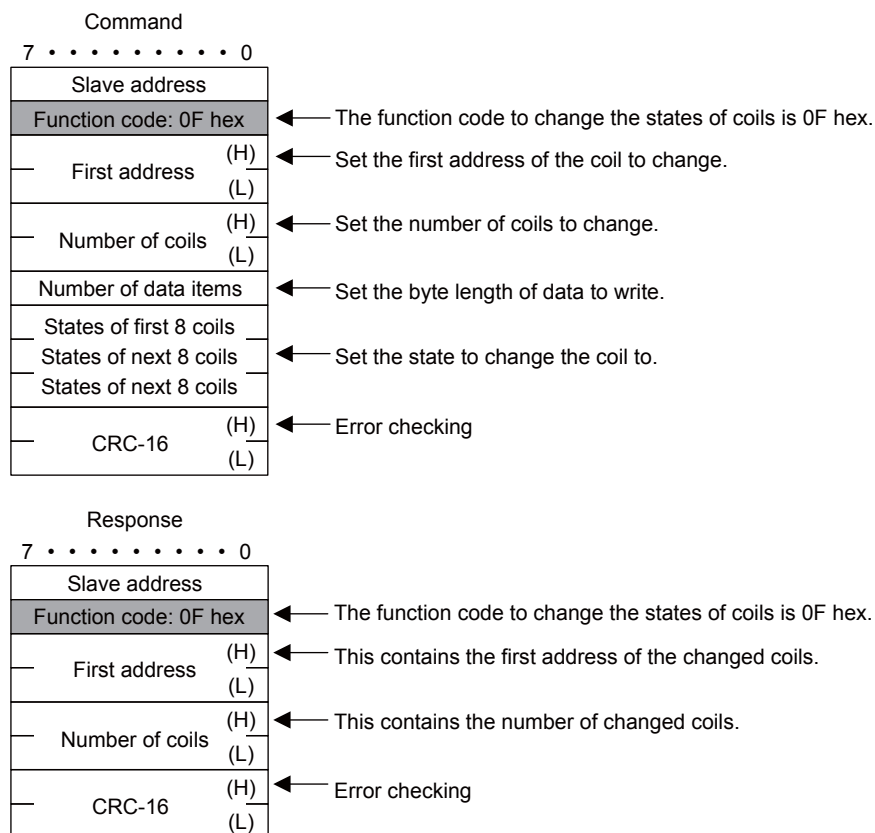 Command
7 • • • • • • • • • 0
Slave address
Function code: 0F hex
The function code to change the states of coils is 0F hex.
First address
(H)
(L)
Set the first address of the coil to change.
Number of coils
(H)
(L)
Set the number of coils to change.
Number of data items
Set the byte length of data to write.
States of first 8 coils
States of next 8 coils
Set the state to change the coil to.
States of next 8 coils
CRC-16
(H)
(L)
Error checking
Response
7 • • • • • • • • • 0
Slave address
Function code: 0F hex
The function code to change the states of coils is 0F hex.
First address
(H)
(L)
This contains the first address of the changed coils.
Number of coils
(H)
(L)
This contains the number of changed coils.
CRC-16
(H)
(L)
Error checking